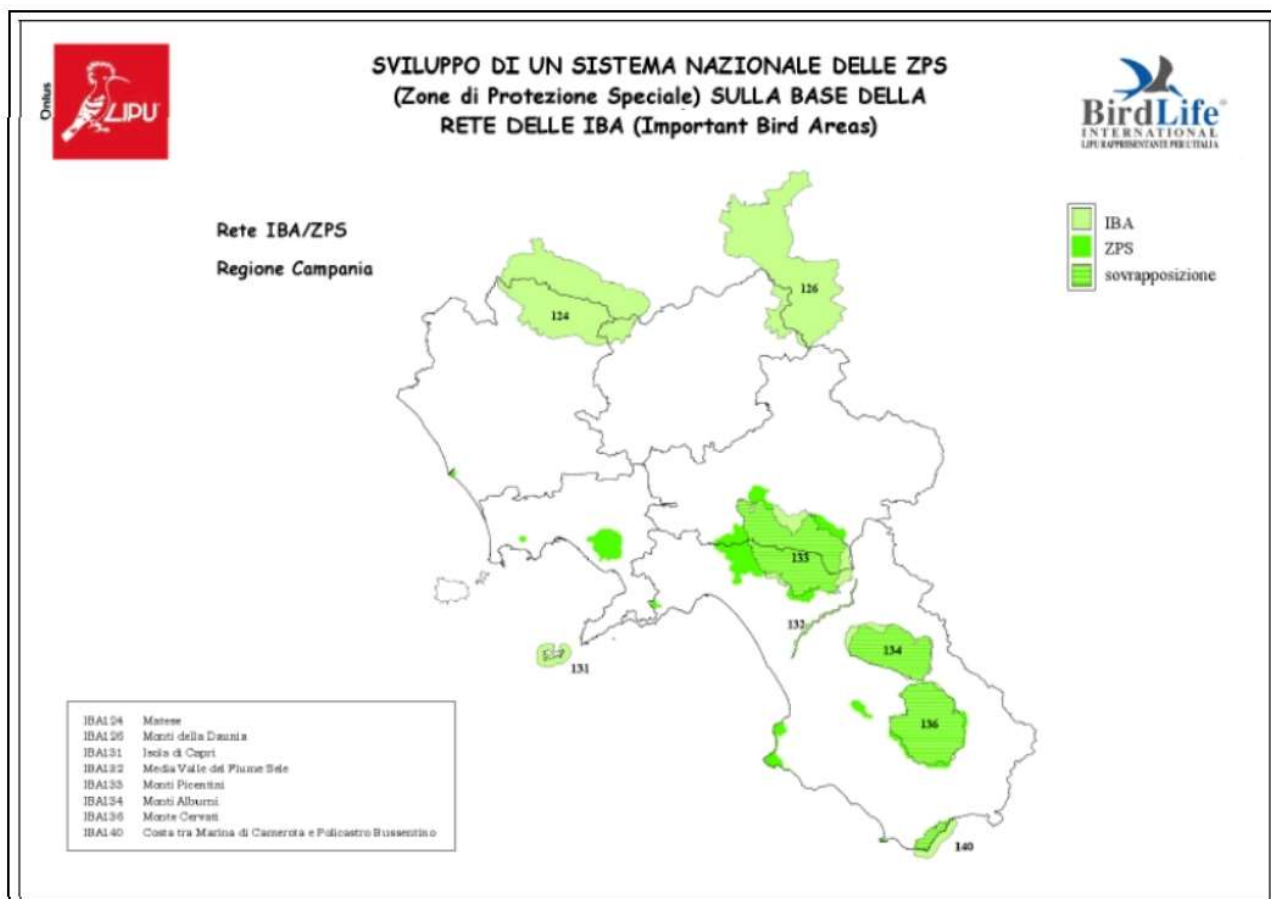 Onlus
LIPU
SVILUPPO DI UN SISTEMA NAZIONALE DELLE ZPS
(Zone di Protezione Speciale) SULLA BASE DELLA
RETE DELLE IBA (Important Bird Areas)
BirdLife
INTERNATIONAL
LIPU RAPPRESENTANTE PER L'ITALIA
Rete IBA/ZPS
Regione Campania
IBA
ZPS
sovrapposizione
124
126
133
132
131
134
136
140
IBA124 Matese
IBA126 Monti della Daunia
IBA131 Isola di Capri
IBA132 Media Valle del Fiume Sele
IBA133 Monti Picentini
IBA134 Monti Alburni
IBA136 Monte Cervati
IBA140 Costa tra Marina di Camerota e Policastro Bussentino